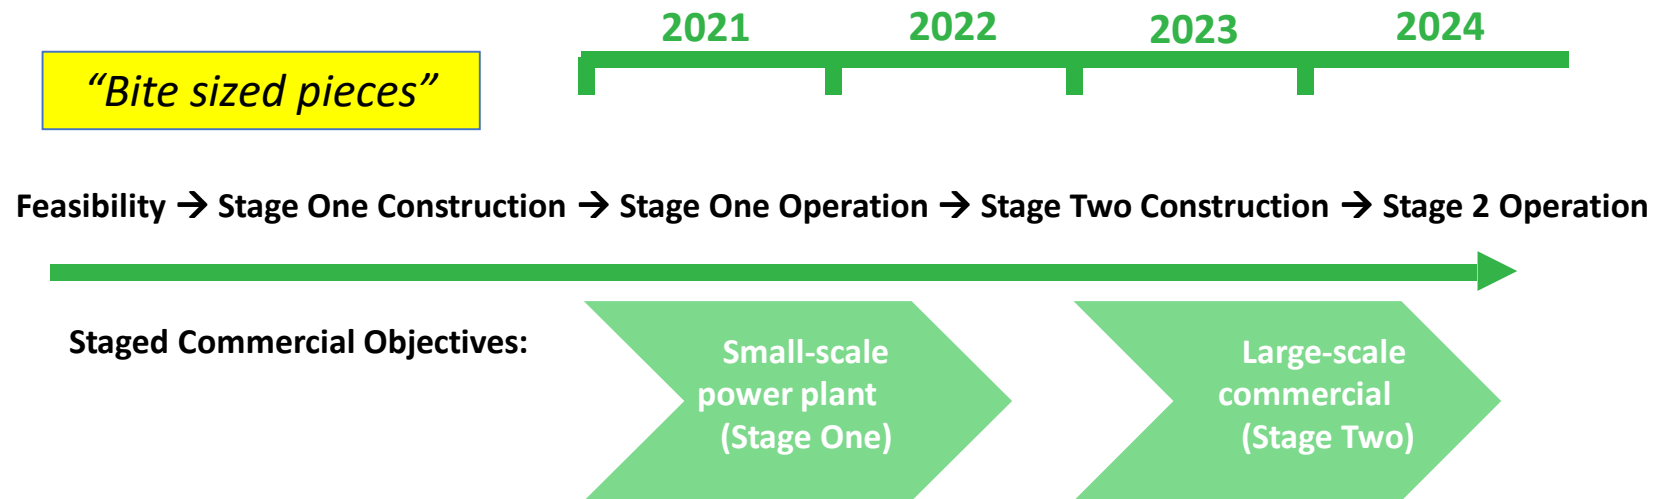 2021 2022 2023 2024
“Bite sized pieces”
Feasibility → Stage One Construction → Stage One Operation → Stage Two Construction → Stage 2 Operation
Staged Commercial Objectives:
Small-scale
power plant
(Stage One)
Large-scale
commercial
(Stage Two)